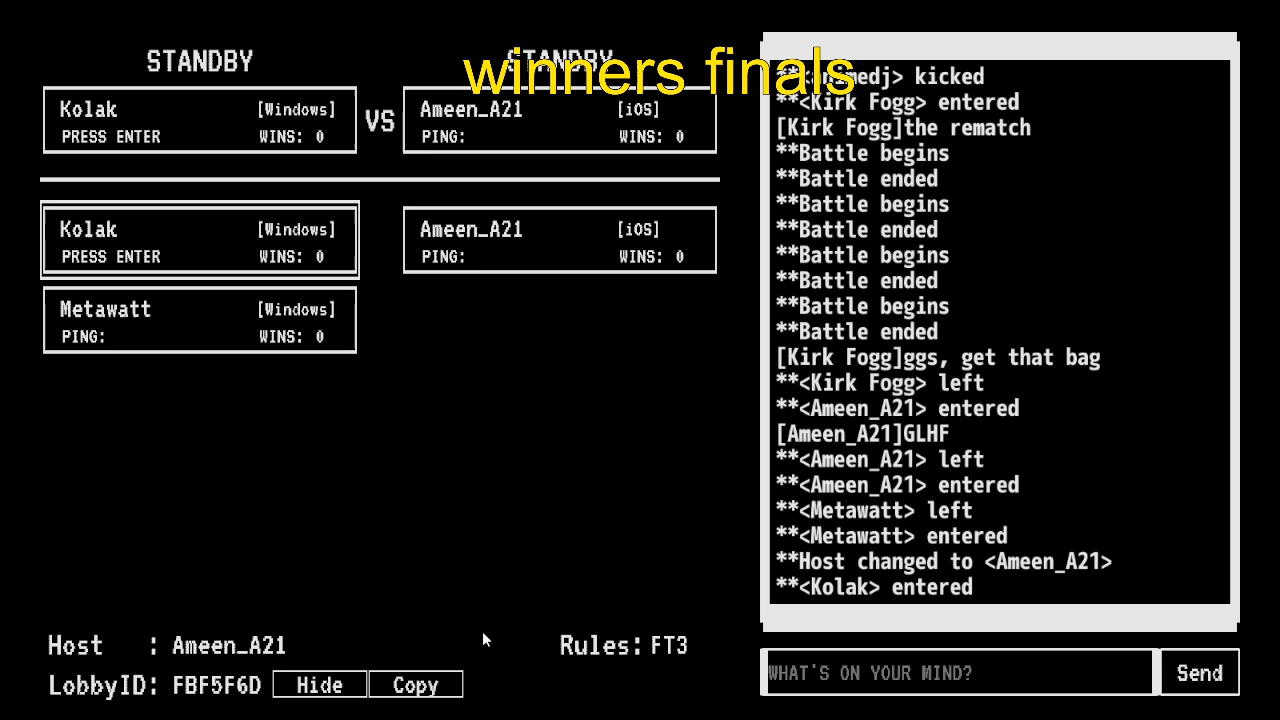 winners finals
STANDBY STANDBY
Kolak [Windows]
PRESS ENTER WINS: 0
VS
Ameen_A21 [iOS]
PING: WINS: 0
Kolak [Windows]
PRESS ENTER WINS: 0
Ameen_A21 [iOS]
PING: WINS: 0
Metawatt [Windows]
PING: WINS: 0
Host : Ameen_A21
Rules: FT3
LobbyID: FBF5F6D Hide Copy
**<animedj> kicked
**<Kirk Fogg> entered
[Kirk Fogg]the rematch
**Battle begins
**Battle ended
**Battle begins
**Battle ended
**Battle begins
**Battle ended
**Battle begins
**Battle ended
[Kirk Fogg]ggs, get that bag
**<Kirk Fogg> left
**<Ameen_A21> entered
[Ameen_A21]GLHF
**<Ameen_A21> left
**<Ameen_A21> entered
**<Metawatt> left
**<Metawatt> entered
**Host changed to <Ameen_A21>
**<Kolak> entered
WHAT'S ON YOUR MIND? Send